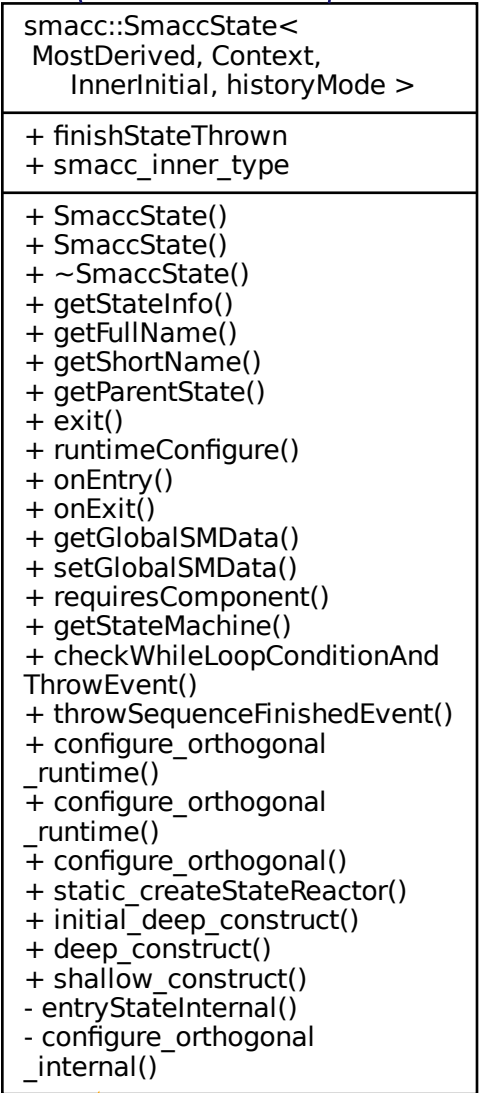 smacc::SmaccState<
MostDerived, Context,
InnerInitial, historyMode >
+ finishStateThrown
+ smacc_inner_type
+ SmaccState()
+ SmaccState()
+ ~SmaccState()
+ getStateInfo()
+ getFullName()
+ getShortName()
+ getParentState()
+ exit()
+ runtimeConfigure()
+ onEntry()
+ onExit()
+ getGlobalSMData()
+ setGlobalSMData()
+ requiresComponent()
+ getStateMachine()
+ checkWhileLoopConditionAnd
ThrowEvent()
+ throwSequenceFinishedEvent()
+ configure_orthogonal
_runtime()
+ configure_orthogonal
_runtime()
+ configure_orthogonal()
+ static_createStateReactor()
+ initial_deep_construct()
+ deep_construct()
+ shallow_construct()
- entryStateInternal()
- configure_orthogonal
_internal()